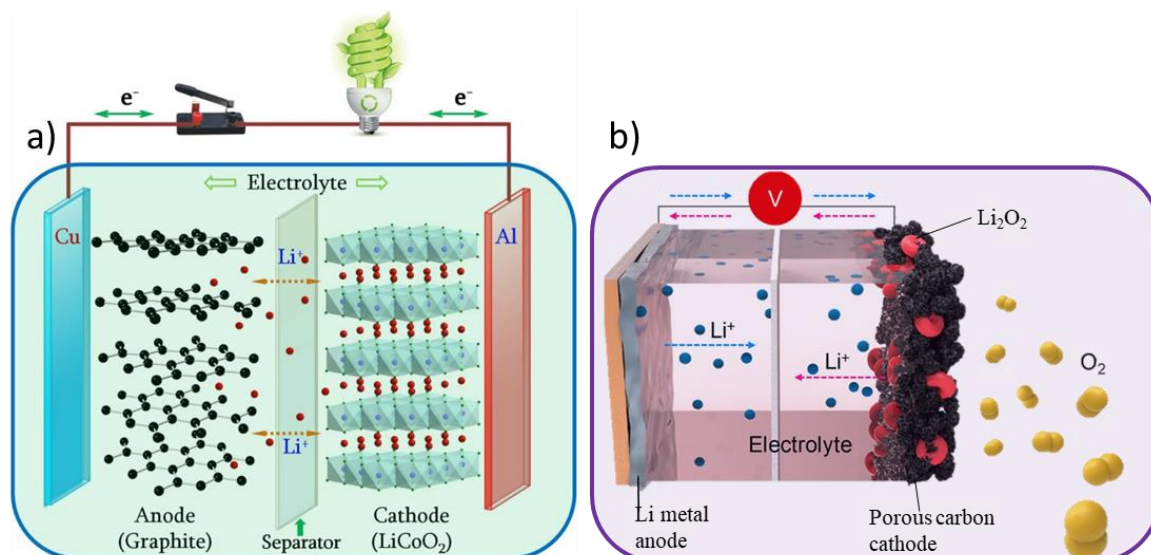 a)
e⁻
e⁻
Electrolyte
Cu
Al
Li⁺
Li⁺
Anode
(Graphite)
Separator
Cathode
(LiCoO₂)
b)
V
Li₂O₂
Li⁺
Li⁺
O₂
Electrolyte
Li metal
anode
Porous carbon
cathode